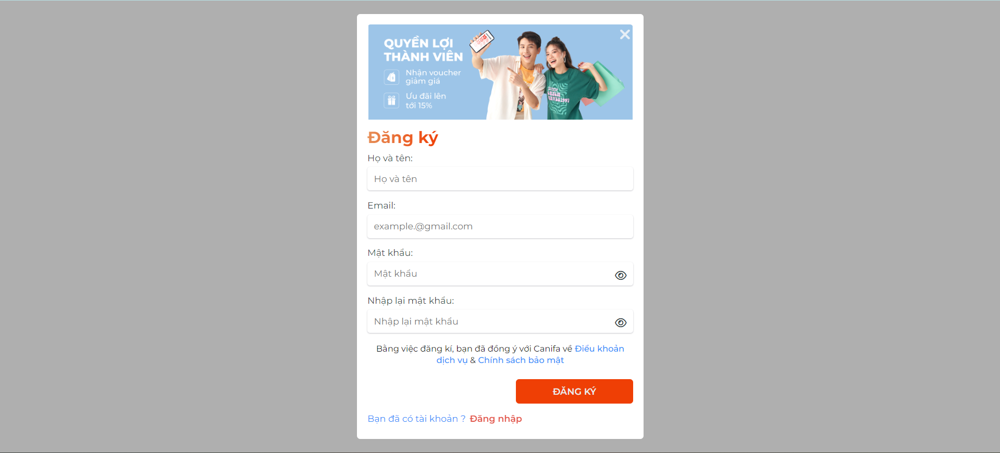 QUYỀN LỢI
THÀNH VIÊN
Nhận voucher
giảm giá
Ưu đãi lên
tới 15%
Đăng ký
Họ và tên:
Họ và tên
Email:
example.@gmail.com
Mật khẩu:
Mật khẩu
Nhập lại mật khẩu:
Nhập lại mật khẩu
Bằng việc đăng kí, bạn đã đồng ý với Canifa về Điều khoản
dịch vụ & Chính sách bảo mật
ĐĂNG KÝ
Bạn đã có tài khoản ? Đăng nhập